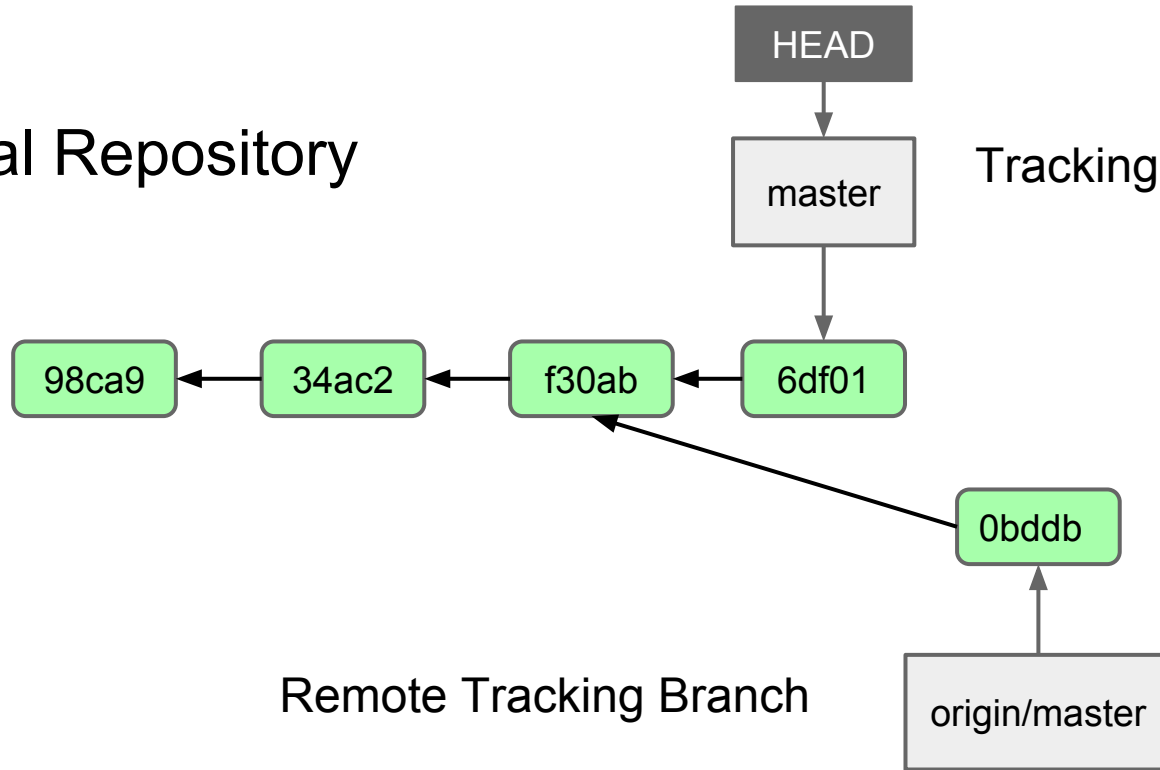 HEAD
al Repository
Tracking
master
98ca9
34ac2
f30ab
6df01
0bddb
Remote Tracking Branch
origin/master